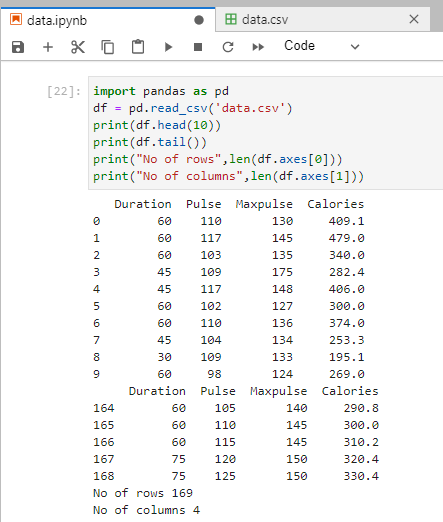 data.ipynb data.csv
Code
[22]: import pandas as pd
df = pd.read_csv('data.csv')
print(df.head(10))
print(df.tail())
print("No of rows",len(df.axes[0]))
print("No of columns",len(df.axes[1]))
Duration Pulse Maxpulse Calories
0 60 110 130 409.1
1 60 117 145 479.0
2 60 103 135 340.0
3 45 109 175 282.4
4 45 117 148 406.0
5 60 102 127 300.0
6 60 110 136 374.0
7 45 104 134 253.3
8 30 109 133 195.1
9 60 98 124 269.0
Duration Pulse Maxpulse Calories
164 60 105 140 290.8
165 60 110 145 300.0
166 60 115 145 310.2
167 75 120 150 320.4
168 75 125 150 330.4
No of rows 169
No of columns 4